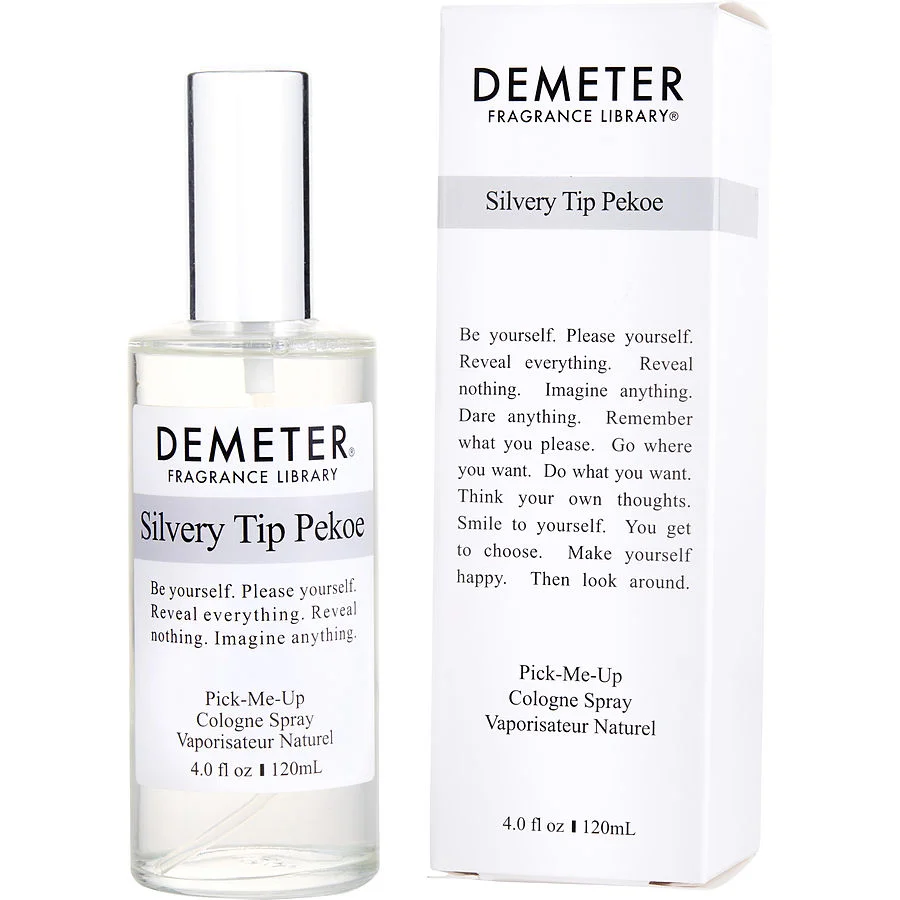 DEMETER®
FRAGRANCE LIBRARY
Silvery Tip Pekoe
Be yourself. Please yourself.
Reveal everything. Reveal
nothing. Imagine anything.
Pick-Me-Up
Cologne Spray
Vaporisateur Naturel
4.0 fl oz ❚ 120mL
DEMETER
FRAGRANCE LIBRARY®
Silvery Tip Pekoe
Be yourself. Please yourself.
Reveal everything. Reveal
nothing. Imagine anything.
Dare anything. Remember
what you please. Go where
you want. Do what you want.
Think your own thoughts.
Smile to yourself. You get
to choose. Make yourself
happy. Then look around.
Pick-Me-Up
Cologne Spray
Vaporisateur Naturel
4.0 fl oz ❚ 120mL